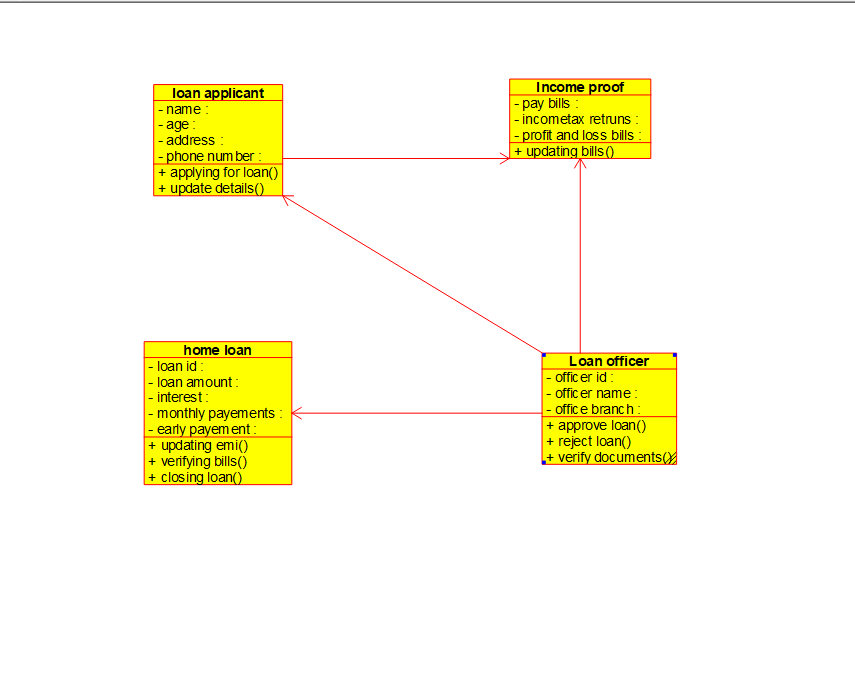 loan applicant
- name :
- age :
- address :
- phone number :
+ applying for loan()
+ update details()
Income proof
- pay bills :
- incometax retruns :
- profit and loss bills :
+ updating bills()
home loan
- loan id :
- loan amount :
- interest :
- monthly payements :
- early payement :
+ updating emi()
+ verifying bills()
+ closing loan()
Loan officer
- officer id :
- officer name :
- office branch :
+ approve loan()
+ reject loan()
+ verify documents()